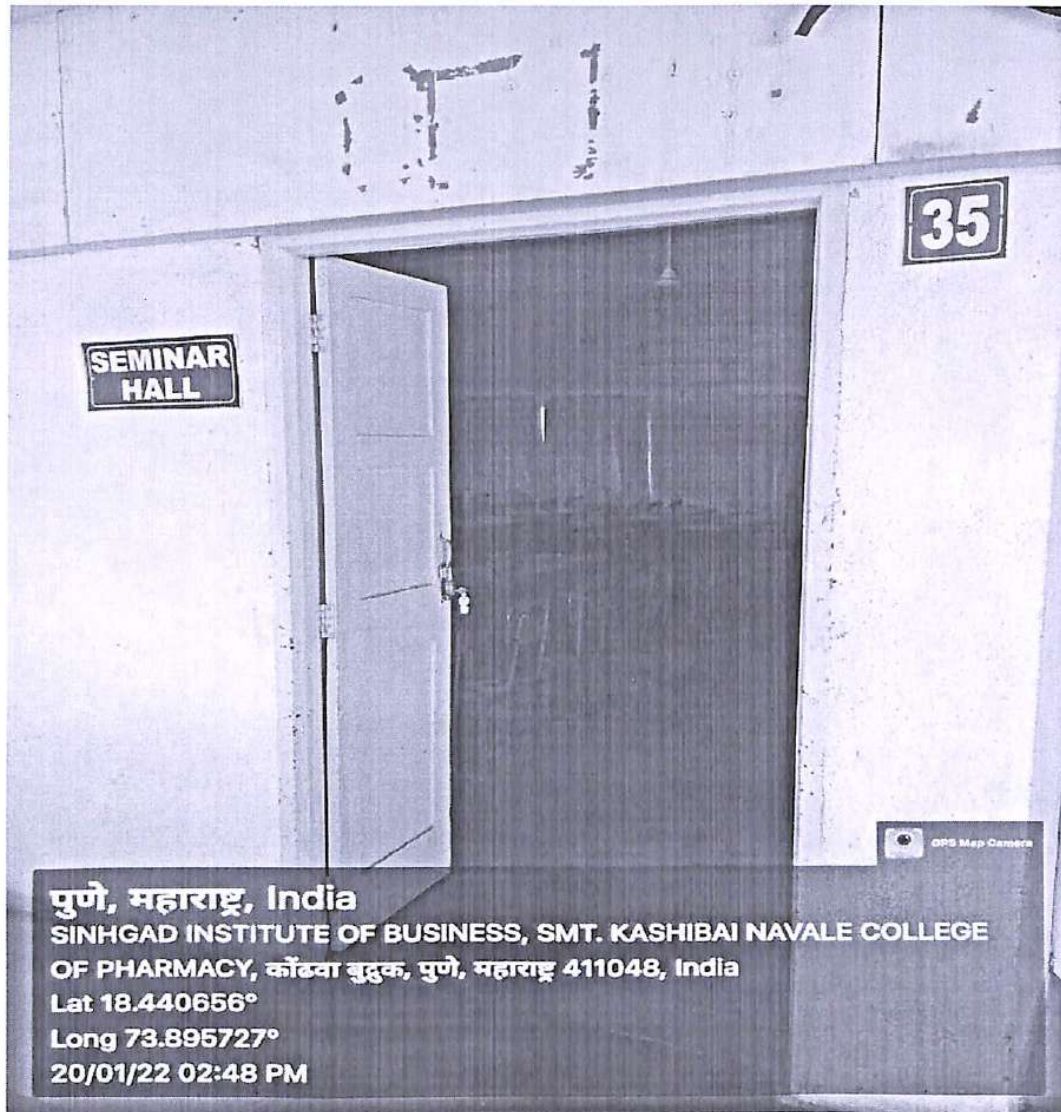 35
SEMINAR
HALL
GPS Map Camera
पुणे, महाराष्ट्र, India
SINHGAD INSTITUTE OF BUSINESS, SMT. KASHIBAI NAVALE COLLEGE
OF PHARMACY, कोंढवा बुद्रुक, पुणे, महाराष्ट्र 411048, India
Lat 18.440656°
Long 73.895727°
20/01/22 02:48 PM